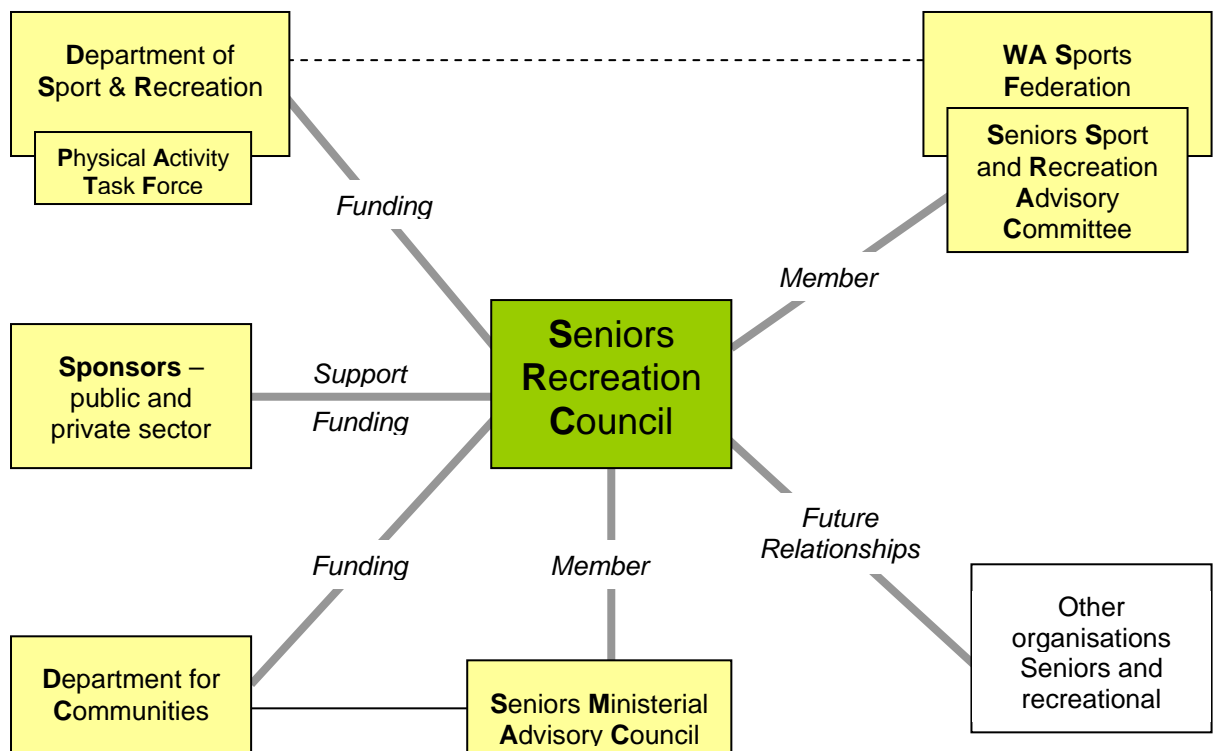 Department of
Sport & Recreation
Physical Activity
Task Force
WA Sports
Federation
Seniors Sport
and Recreation
Advisory
Committee
Funding
Member
Sponsors –
public and
private sector
Support
Funding
Seniors
Recreation
Council
Funding
Member
Future
Relationships
Department for
Communities
Seniors Ministerial
Advisory Council
Other
organisations
Seniors and
recreational